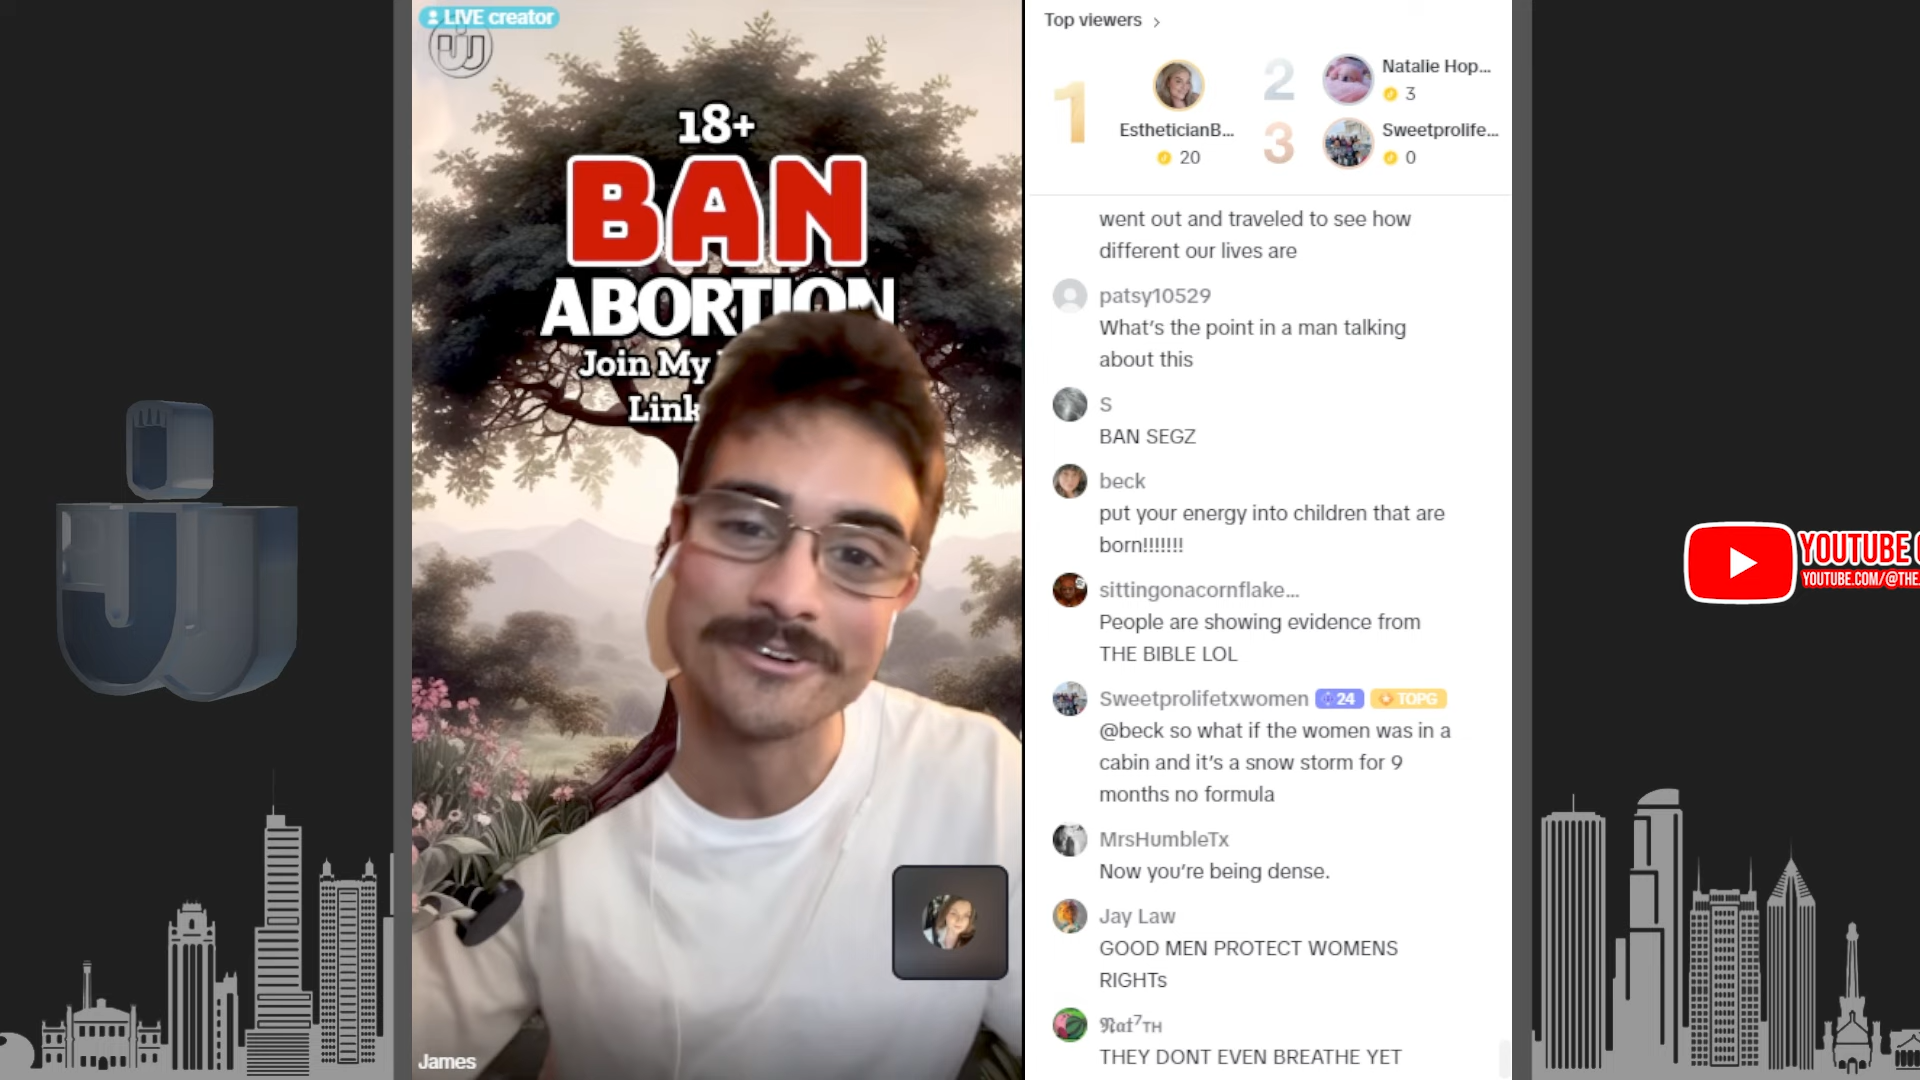 LIVE creator
18+
BAN
ABORTION
Join My
Link
James
Top viewers >
1
EstheticianB...
20
2
Natalie Hop...
3
3
Sweetprolife...
0
went out and traveled to see how
different our lives are
patsy10529
What's the point in a man talking
about this
S
BAN SEGZ
beck
put your energy into children that are
born!!!!!!!
sittingonacornflake...
People are showing evidence from
THE BIBLE LOL
Sweetprolifetxwomen 24 TOPG
@beck so what if the women was in a
cabin and it's a snow storm for 9
months no formula
MrsHumbleTx
Now you're being dense.
Jay Law
GOOD MEN PROTECT WOMENS
RIGHTs
𝕹𝖆𝖙⁷ᴛʜ
THEY DONT EVEN BREATHE YET
YOUTUBE
YOUTUBE.COM/@THE